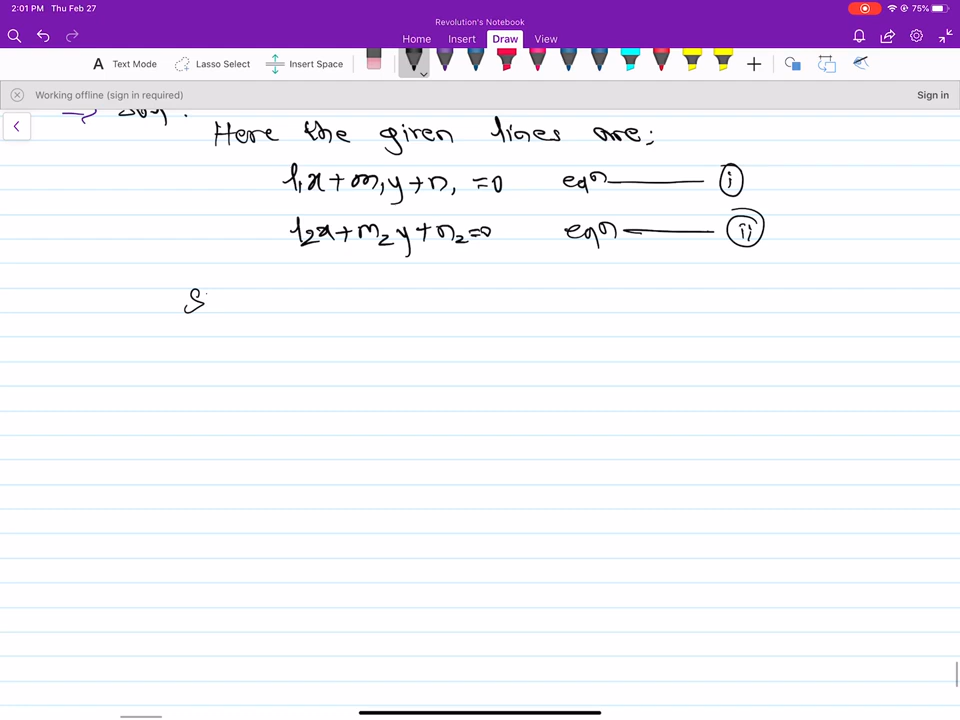 2:01 PM Thu Feb 27
75%
Revolution's Notebook
Home Insert Draw View
A Text Mode Lasso Select Insert Space
Working offline (sign in required) Sign in
Here the given lines are;
l₁x + m₁y + n₁ = 0 eqn (i)
l₂x + m₂y + n₂ = 0 eqn (ii)
S